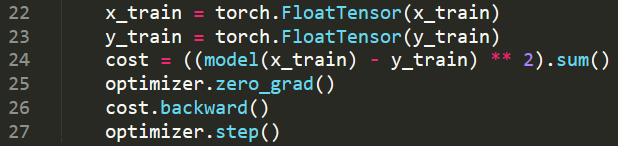 22 x_train = torch.FloatTensor(x_train)
23 y_train = torch.FloatTensor(y_train)
24 cost = ((model(x_train) - y_train) ** 2).sum()
25 optimizer.zero_grad()
26 cost.backward()
27 optimizer.step()